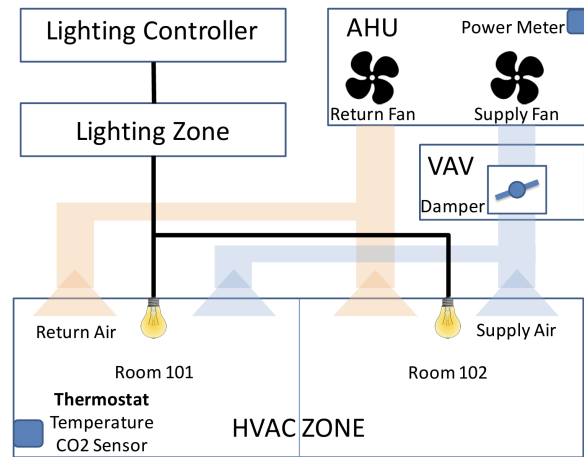 Lighting Controller
AHU
Power Meter
Return Fan
Supply Fan
Lighting Zone
VAV
Damper
Return Air
Supply Air
Room 101
Room 102
Thermostat
Temperature
CO2 Sensor
HVAC ZONE